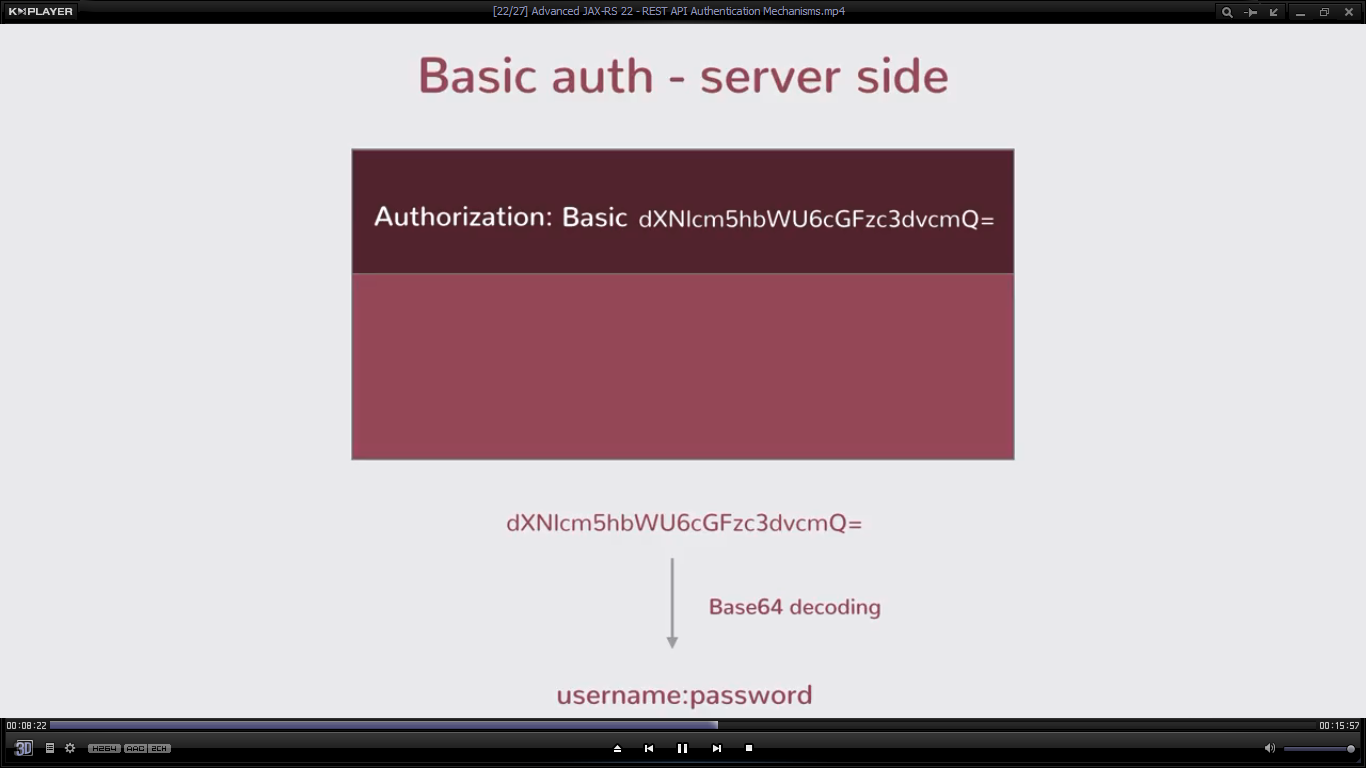 K-MPLAYER
[22/27] Advanced JAX-RS 22 - REST API Authentication Mechanisms.mp4
Basic auth - server side
Authorization: Basic dXNlcm5hbWU6cGFzc3dvcmQ=
dXNlcm5hbWU6cGFzc3dvcmQ=
Base64 decoding
username:password
00:08:22
00:15:57
3D
H264
AAC
2CH